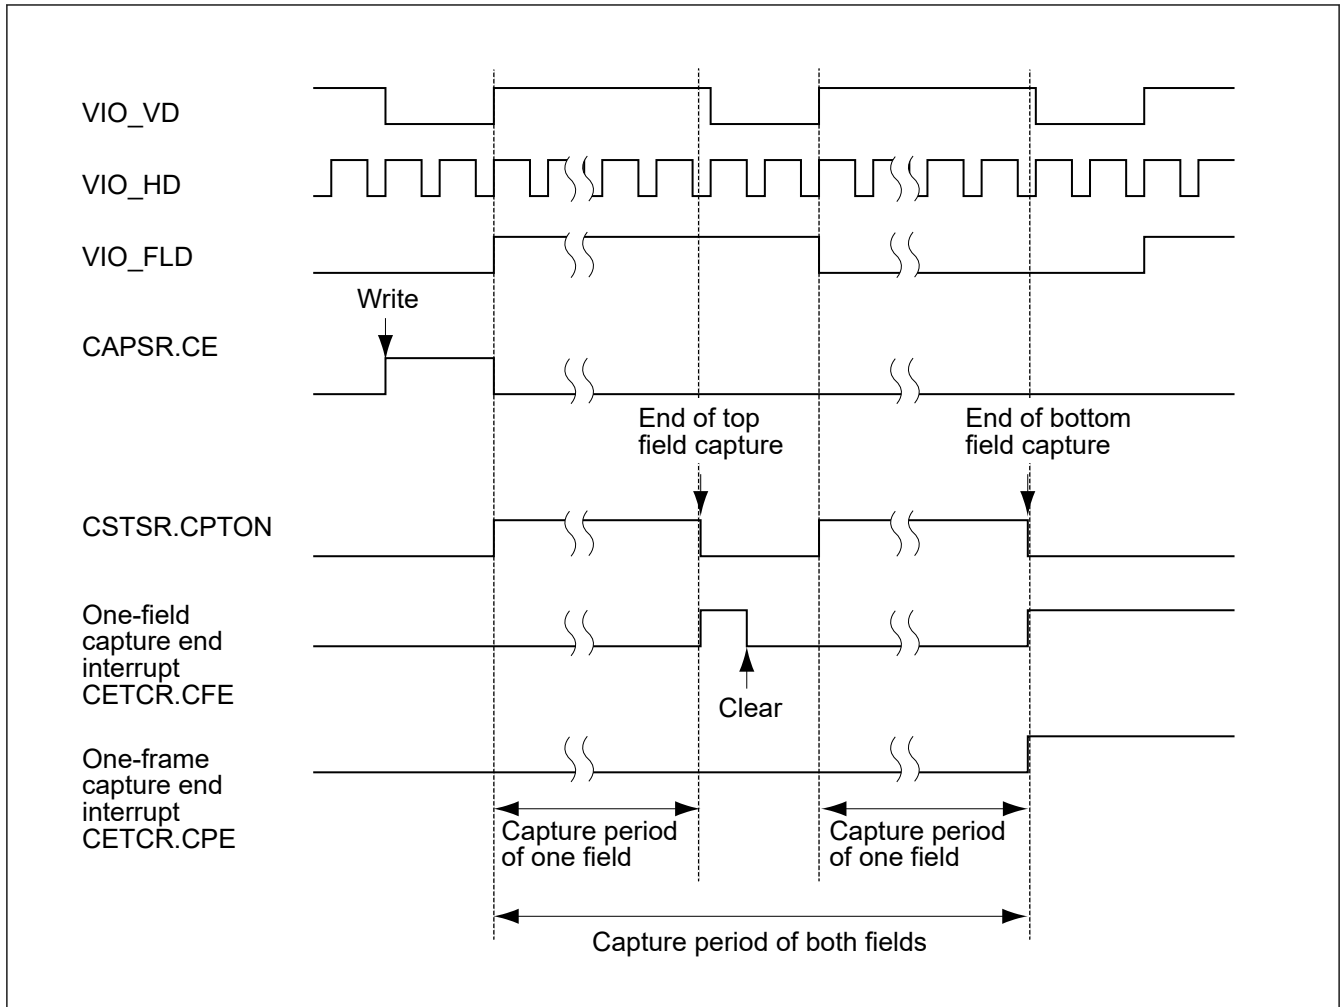 VIO_VD
VIO_HD
VIO_FLD
Write
CAPSR.CE
End of top
field capture
End of bottom
field capture
CSTSR.CPTON
One-field
capture end
interrupt
CETCR.CFE
Clear
One-frame
capture end
interrupt
CETCR.CPE
Capture period
of one field
Capture period
of one field
Capture period of both fields